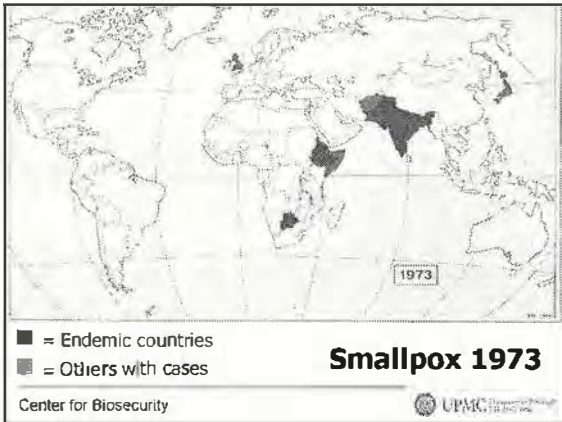 1973
= Endemic countries
= Others with cases
Smallpox 1973
Center for Biosecurity
UPMC